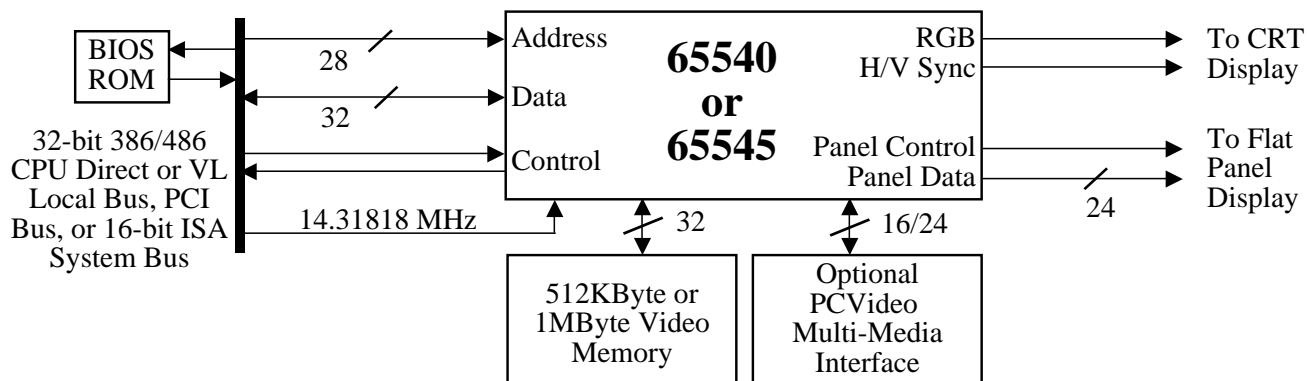 BIOS
ROM
28
32
32-bit 386/486
CPU Direct or VL
Local Bus, PCI
Bus, or 16-bit ISA
System Bus
14.31818 MHz
Address
Data
Control
65540
or
65545
RGB
H/V Sync
Panel Control
Panel Data
To CRT
Display
To Flat
Panel
Display
24
32
16/24
512KByte or
1MByte Video
Memory
Optional
PCVideo
Multi-Media
Interface